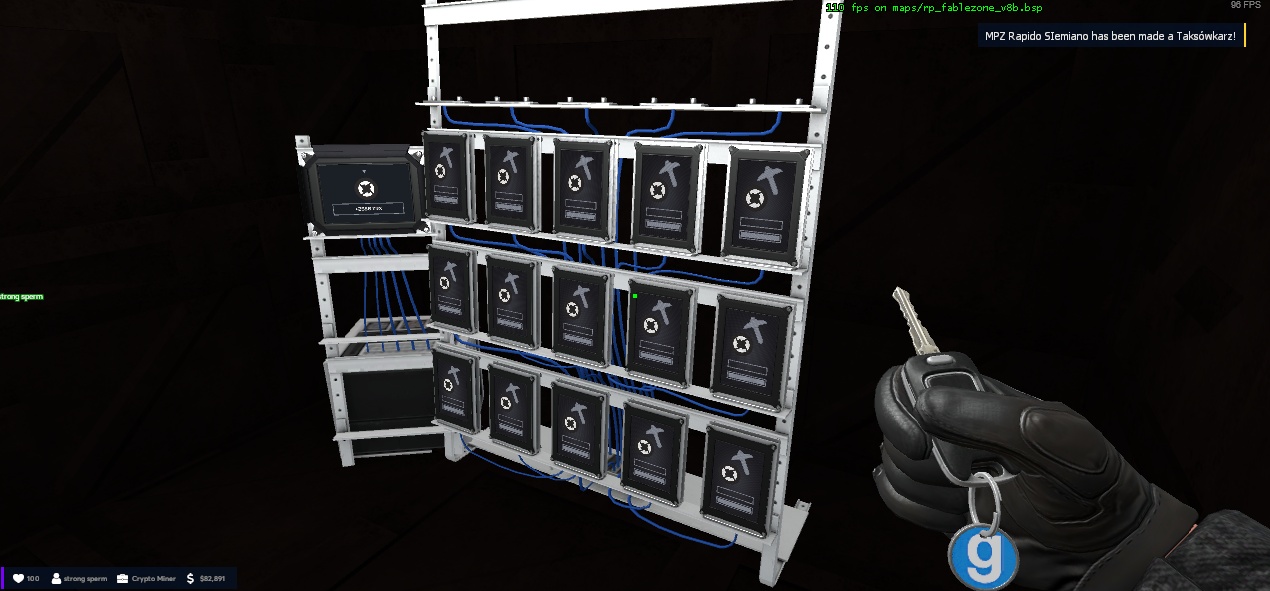 110 fps on maps/rp_fablezone_v8b.bsp
96 FPS
MPZ Rapido SIemiano has been made a Taksówkarz!
strong sperm
g
100 strong sperm Crypto Miner $ $82,891